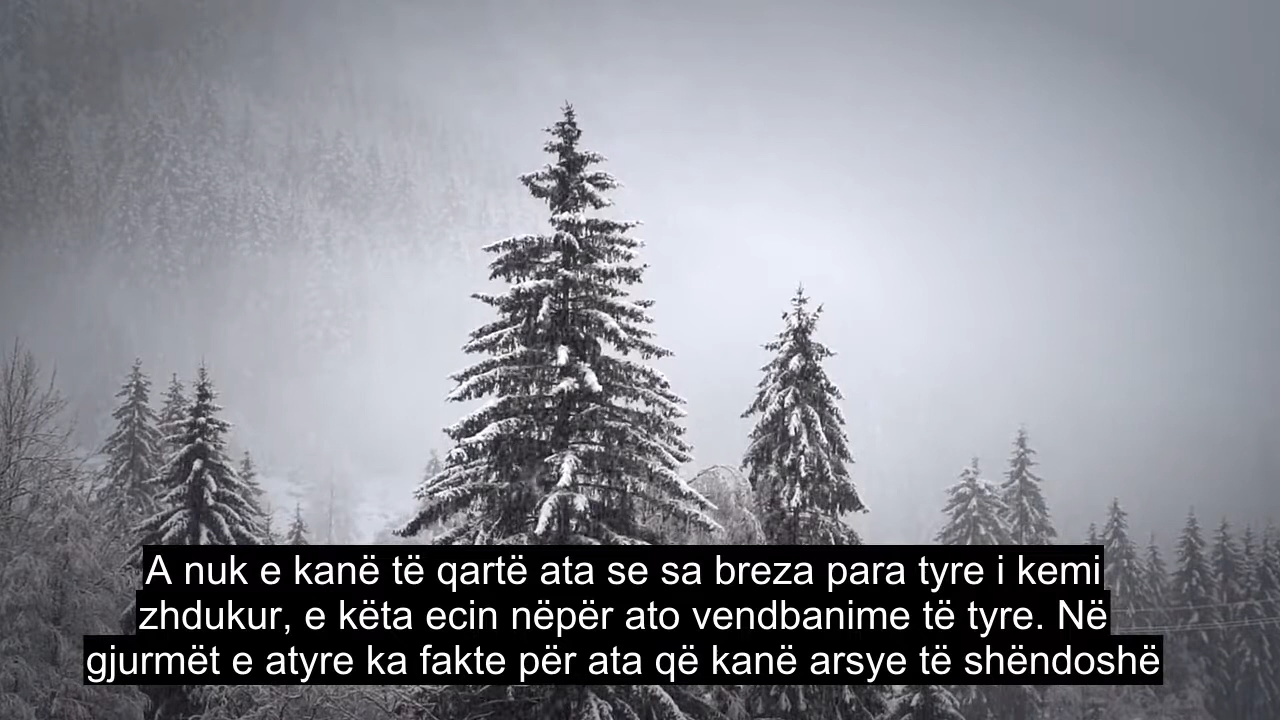 A nuk e kanë të qartë ata se sa breza para tyre i kemi
zhdukur, e këta ecin nëpër ato vendbanime të tyre. Në
gjurmët e atyre ka fakte për ata që kanë arsye të shëndoshë